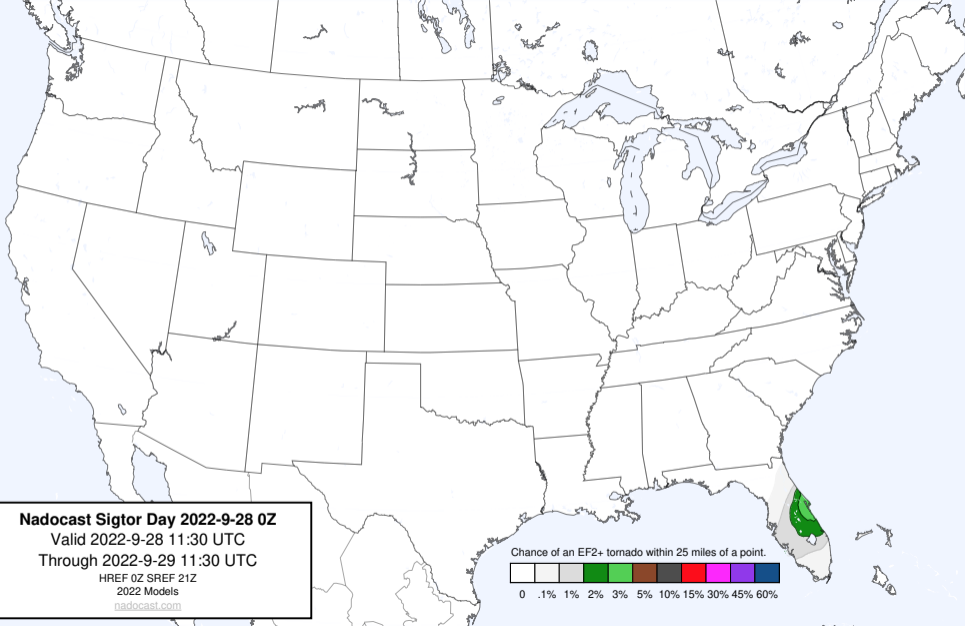 Nadocast Sigtor Day 2022-9-28 0Z
Valid 2022-9-28 11:30 UTC
Through 2022-9-29 11:30 UTC
HREF 0Z SREF 21Z
2022 Models
nadocast.com
Chance of an EF2+ tornado within 25 miles of a point.
0 .1% 1% 2% 3% 5% 10% 15% 30% 45% 60%